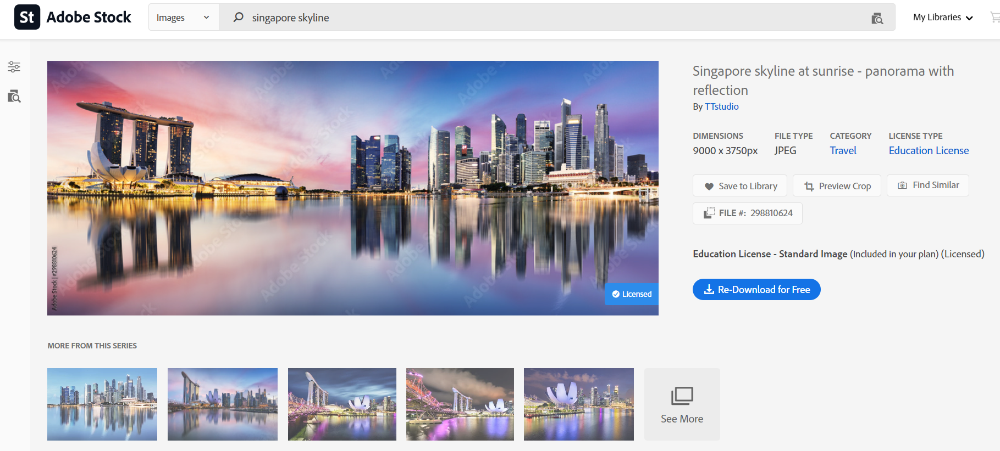 St Adobe Stock
Images
singapore skyline
My Libraries
Singapore skyline at sunrise - panorama with
reflection
By TTstudio
DIMENSIONS
9000 x 3750px
FILE TYPE
JPEG
CATEGORY
Travel
LICENSE TYPE
Education License
Save to Library
Preview Crop
Find Similar
FILE #: 298810624
Education License - Standard Image (Included in your plan) (Licensed)
Re-Download for Free
Adobe Stock
Adobe Stock | #298810624
Licensed
MORE FROM THIS SERIES
See More